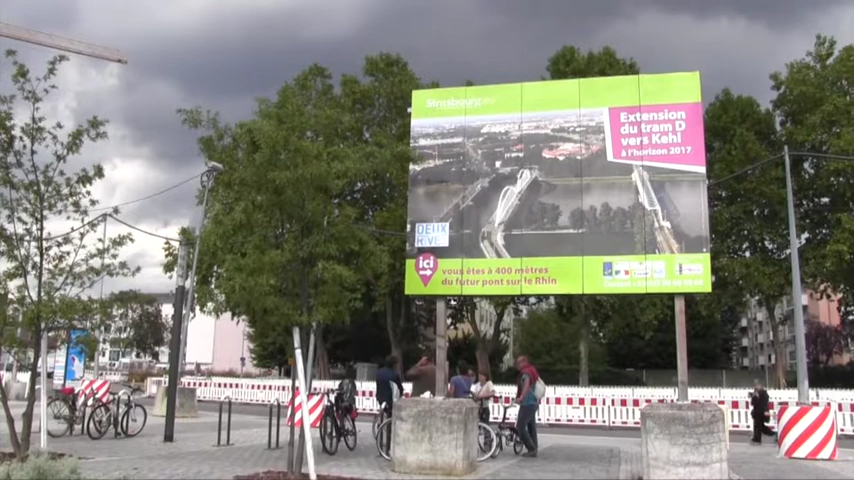 Strasbourg.eu
Extension
du tram D
vers Kehl
à l'horizon 2017
DEUX
RIVES
ici
vous êtes à 400 mètres
du futur pont sur le Rhin